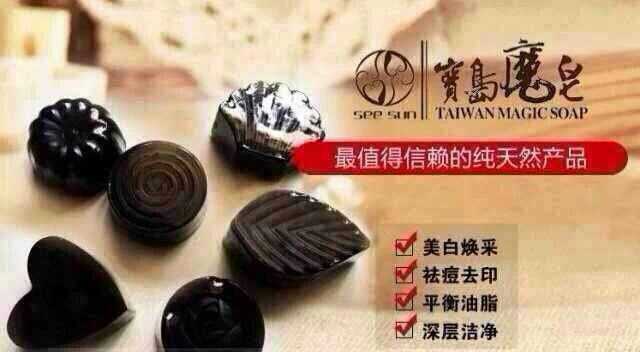 see sun
寶島魔皂
TAIWAN MAGIC SOAP
最值得信赖的纯天然产品
美白焕采
祛痘去印
平衡油脂
深层洁净